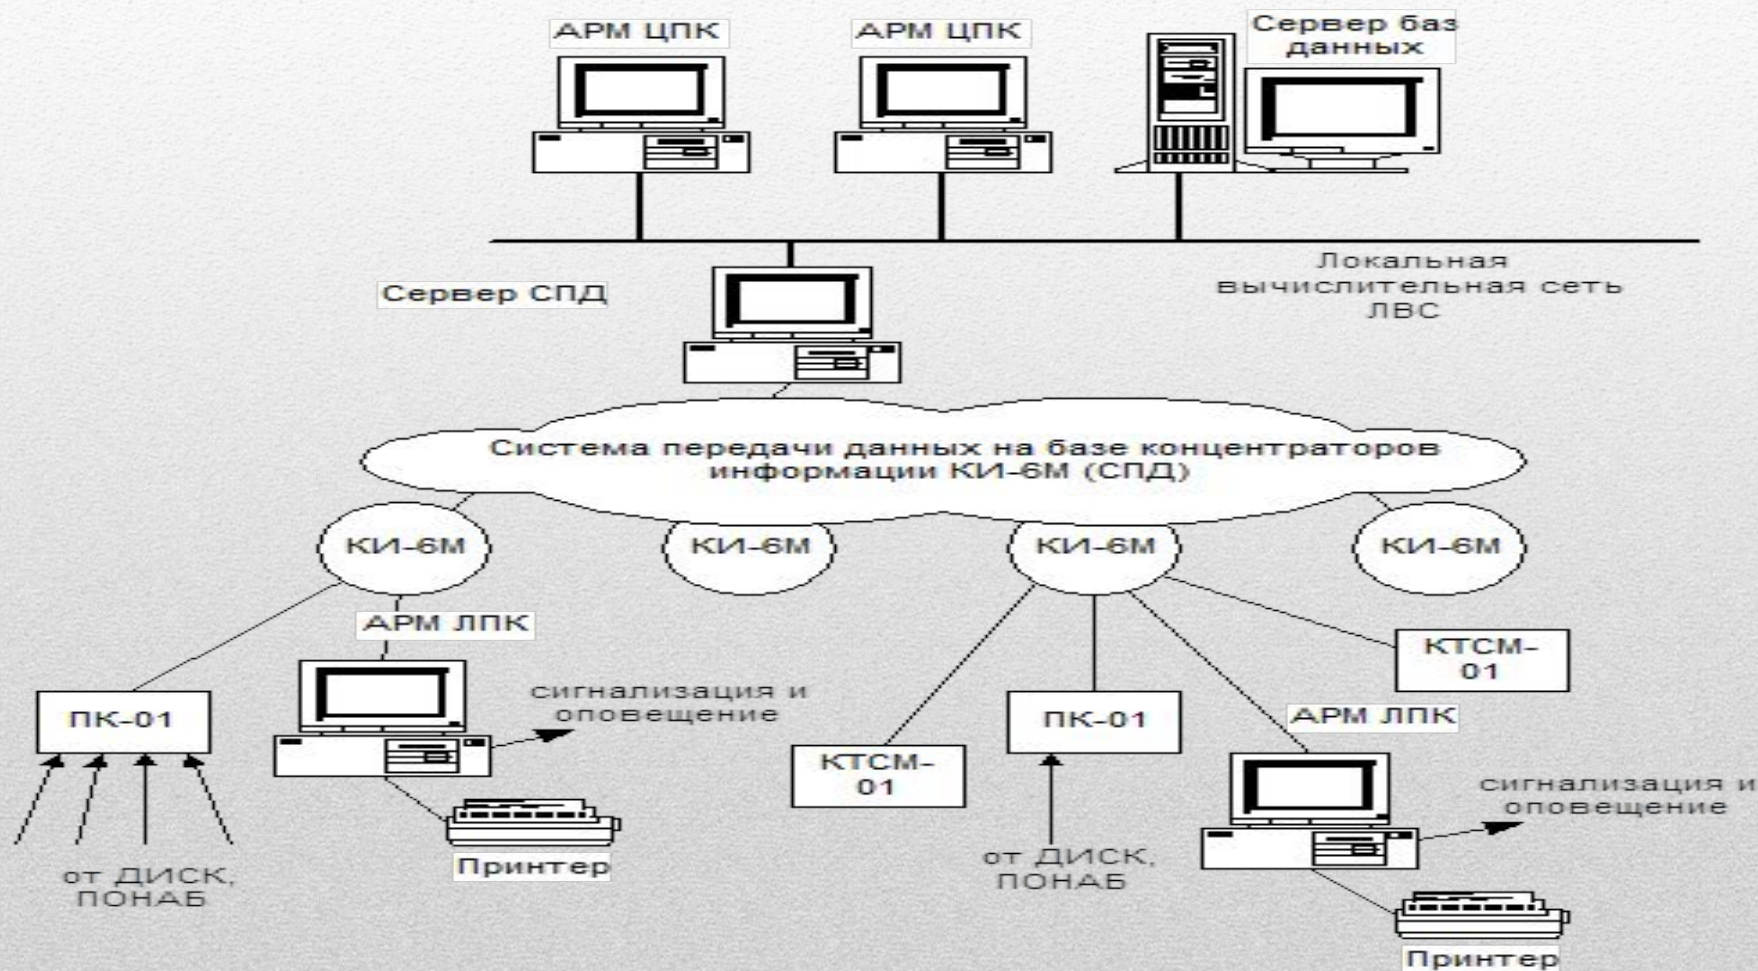 АРМ ЦПК
АРМ ЦПК
Сервер баз
данных
Сервер СПД
Локальная
вычислительная сеть
ЛВС
Система передачи данных на базе концентраторов
информации КИ-6М (СПД)
КИ-6М
КИ-6М
КИ-6М
КИ-6М
АРМ ЛПК
КТСМ-
01
ПК-01
сигнализация и
оповещение
ПК-01
АРМ ЛПК
КТСМ-
01
сигнализация и
оповещение
от ДИСК,
ПОНАБ
Принтер
от ДИСК,
ПОНАБ
Принтер